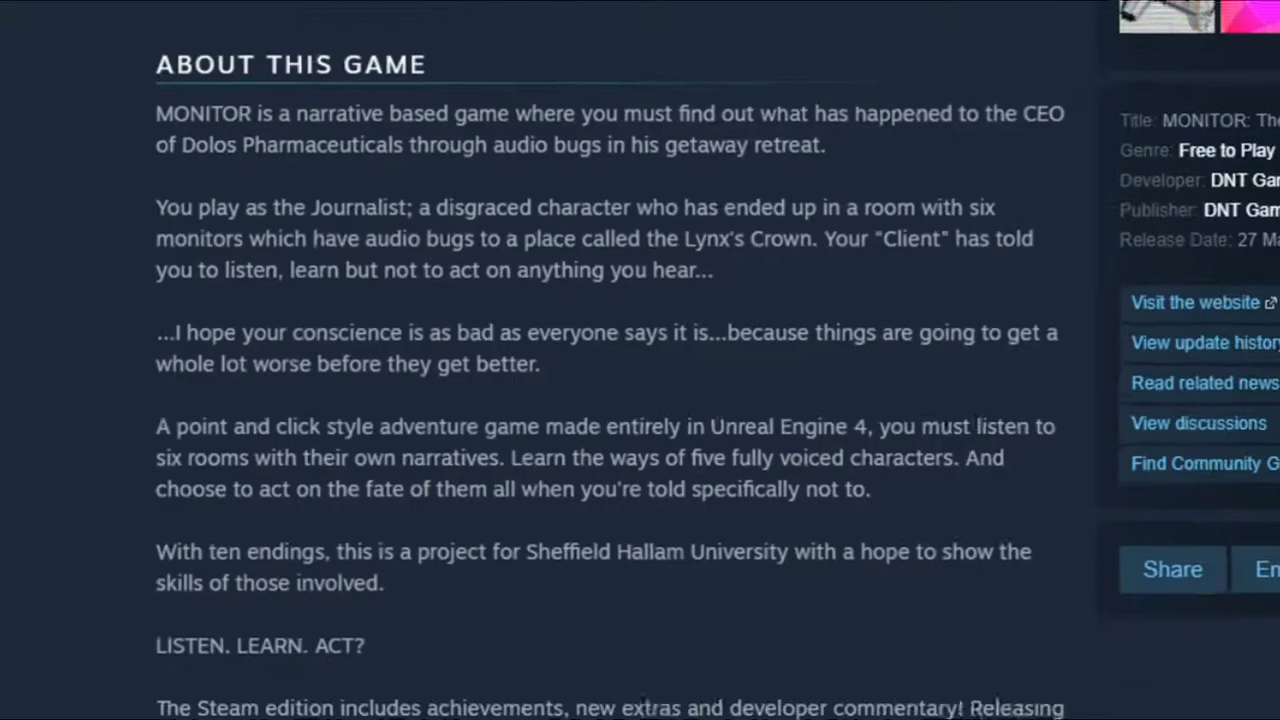 ABOUT THIS GAME
MONITOR is a narrative based game where you must find out what has happened to the CEO
of Dolos Pharmaceuticals through audio bugs in his getaway retreat.
You play as the Journalist; a disgraced character who has ended up in a room with six
monitors which have audio bugs to a place called the Lynx's Crown. Your "Client" has told
you to listen, learn but not to act on anything you hear...
...I hope your conscience is as bad as everyone says it is...because things are going to get a
whole lot worse before they get better.
A point and click style adventure game made entirely in Unreal Engine 4, you must listen to
six rooms with their own narratives. Learn the ways of five fully voiced characters. And
choose to act on the fate of them all when you're told specifically not to.
With ten endings, this is a project for Sheffield Hallam University with a hope to show the
skills of those involved.
LISTEN. LEARN. ACT?
The Steam edition includes achievements, new extras and developer commentary! Releasing
Title: MONITOR: The
Genre: Free to Play
Developer: DNT Gam
Publisher: DNT Gam
Release Date: 27 Ma
Visit the website
View update history
Read related news
View discussions
Find Community G
Share
Em